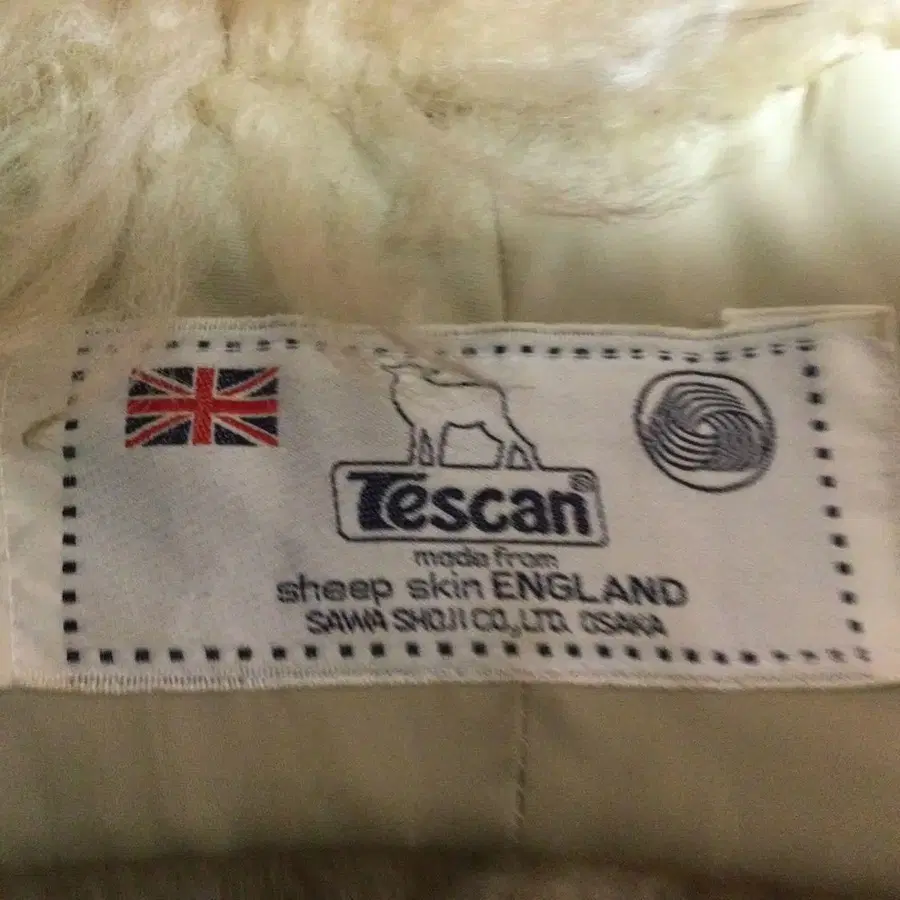 Tescan®
made from
sheep skin ENGLAND
SAWA SHOJI CO., LTD. OSAKA